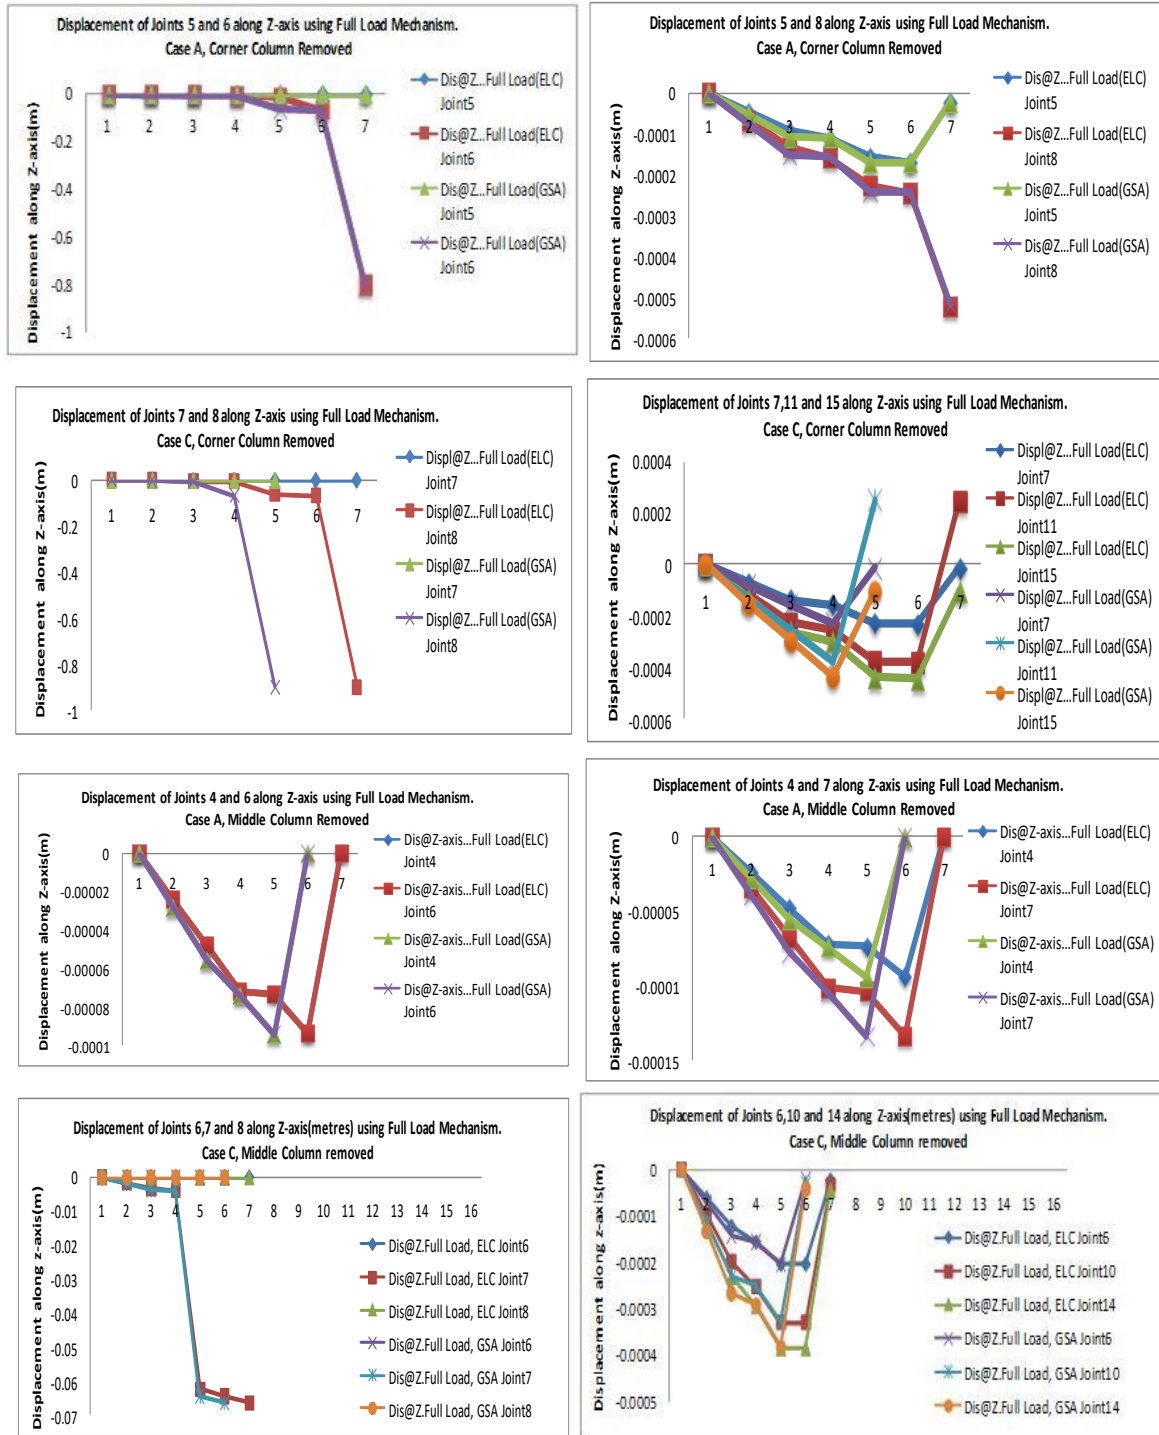 Displacement of Joints 5 and 6 along Z-axis using Full Load Mechanism.
Case A, Corner Column Removed
Displacement along Z-axis(m)
0
-0.2
-0.4
-0.6
-0.8
-1
1 2 3 4 5 6 7
Dis@Z...Full Load(ELC)
Joint5
Dis@Z...Full Load(ELC)
Joint6
Dis@Z...Full Load(GSA)
Joint5
Dis@Z...Full Load(GSA)
Joint6
Displacement of Joints 5 and 8 along Z-axis using Full Load Mechanism.
Case A, Corner Column Removed
Displacement along Z-axis(m)
0
-0.0001
-0.0002
-0.0003
-0.0004
-0.0005
-0.0006
1 2 3 4 5 6 7
Dis@Z...Full Load(ELC)
Joint5
Dis@Z...Full Load(ELC)
Joint8
Dis@Z...Full Load(GSA)
Joint5
Dis@Z...Full Load(GSA)
Joint8
Displacement of Joints 7 and 8 along Z-axis using Full Load Mechanism.
Case C, Corner Column Removed
Displacement along Z-axis(m)
0
-0.2
-0.4
-0.6
-0.8
-1
1 2 3 4 5 6 7
Displ@Z...Full Load(ELC)
Joint7
Displ@Z...Full Load(ELC)
Joint8
Displ@Z...Full Load(GSA)
Joint7
Displ@Z...Full Load(GSA)
Joint8
Displacement of Joints 7,11 and 15 along Z-axis using Full Load Mechanism.
Case C, Corner Column Removed
Displacement along Z-axis(m)
0.0004
0.0002
0
-0.0002
-0.0004
-0.0006
1 2 3 4 5 6 7
Displ@Z...Full Load(ELC)
Joint7
Displ@Z...Full Load(ELC)
Joint11
Displ@Z...Full Load(ELC)
Joint15
Displ@Z...Full Load(GSA)
Joint7
Displ@Z...Full Load(GSA)
Joint11
Displ@Z...Full Load(GSA)
Joint15
Displacement of Joints 4 and 6 along Z-axis using Full Load Mechanism.
Case A, Middle Column Removed
Displacement along Z-axis(m)
0
-0.00002
-0.00004
-0.00006
-0.00008
-0.0001
1 2 3 4 5 6 7
Dis@Z-axis...Full Load(ELC)
Joint4
Dis@Z-axis...Full Load(ELC)
Joint6
Dis@Z-axis...Full Load(GSA)
Joint4
Dis@Z-axis...Full Load(GSA)
Joint6
Displacement of Joints 4 and 7 along Z-axis using Full Load Mechanism.
Case A, Middle Column Removed
Displacement along Z-axis(m)
0
-0.00005
-0.0001
-0.00015
1 2 3 4 5 6 7
Dis@Z-axis...Full Load(ELC)
Joint4
Dis@Z-axis...Full Load(ELC)
Joint7
Dis@Z-axis...Full Load(GSA)
Joint4
Dis@Z-axis...Full Load(GSA)
Joint7
Displacement of Joints 6,7 and 8 along Z-axis(metres) using Full Load Mechanism.
Case C, Middle Column removed
Displacement along z-axis(m)
0
-0.01
-0.02
-0.03
-0.04
-0.05
-0.06
-0.07
1 2 3 4 5 6 7 8 9 10 11 12 13 14 15 16
Dis@Z.Full Load, ELC Joint6
Dis@Z.Full Load, ELC Joint7
Dis@Z.Full Load, ELC Joint8
Dis@Z.Full Load, GSA Joint6
Dis@Z.Full Load, GSA Joint7
Dis@Z.Full Load, GSA Joint8
Displacement of Joints 6,10 and 14 along Z-axis(metres) using Full Load Mechanism.
Case C, Middle Column removed
Displacement along z-axis(m)
0
-0.0001
-0.0002
-0.0003
-0.0004
-0.0005
1 2 3 4 5 6 7 8 9 10 11 12 13 14 15 16
Dis@Z.Full Load, ELC Joint6
Dis@Z.Full Load, ELC Joint10
Dis@Z.Full Load, ELC Joint14
Dis@Z.Full Load, GSA Joint6
Dis@Z.Full Load, GSA Joint10
Dis@Z.Full Load, GSA Joint14